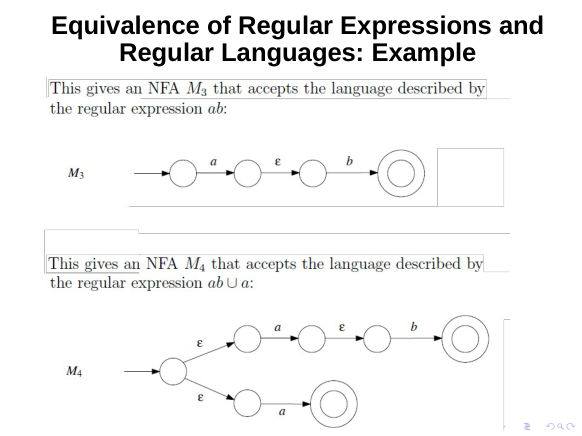 Equivalence of Regular Expressions and
Regular Languages: Example
This gives an NFA M₃ that accepts the language described by
the regular expression ab:
M₃ a ε b
This gives an NFA M₄ that accepts the language described by
the regular expression ab ∪ a:
ε a ε b
M₄
ε a